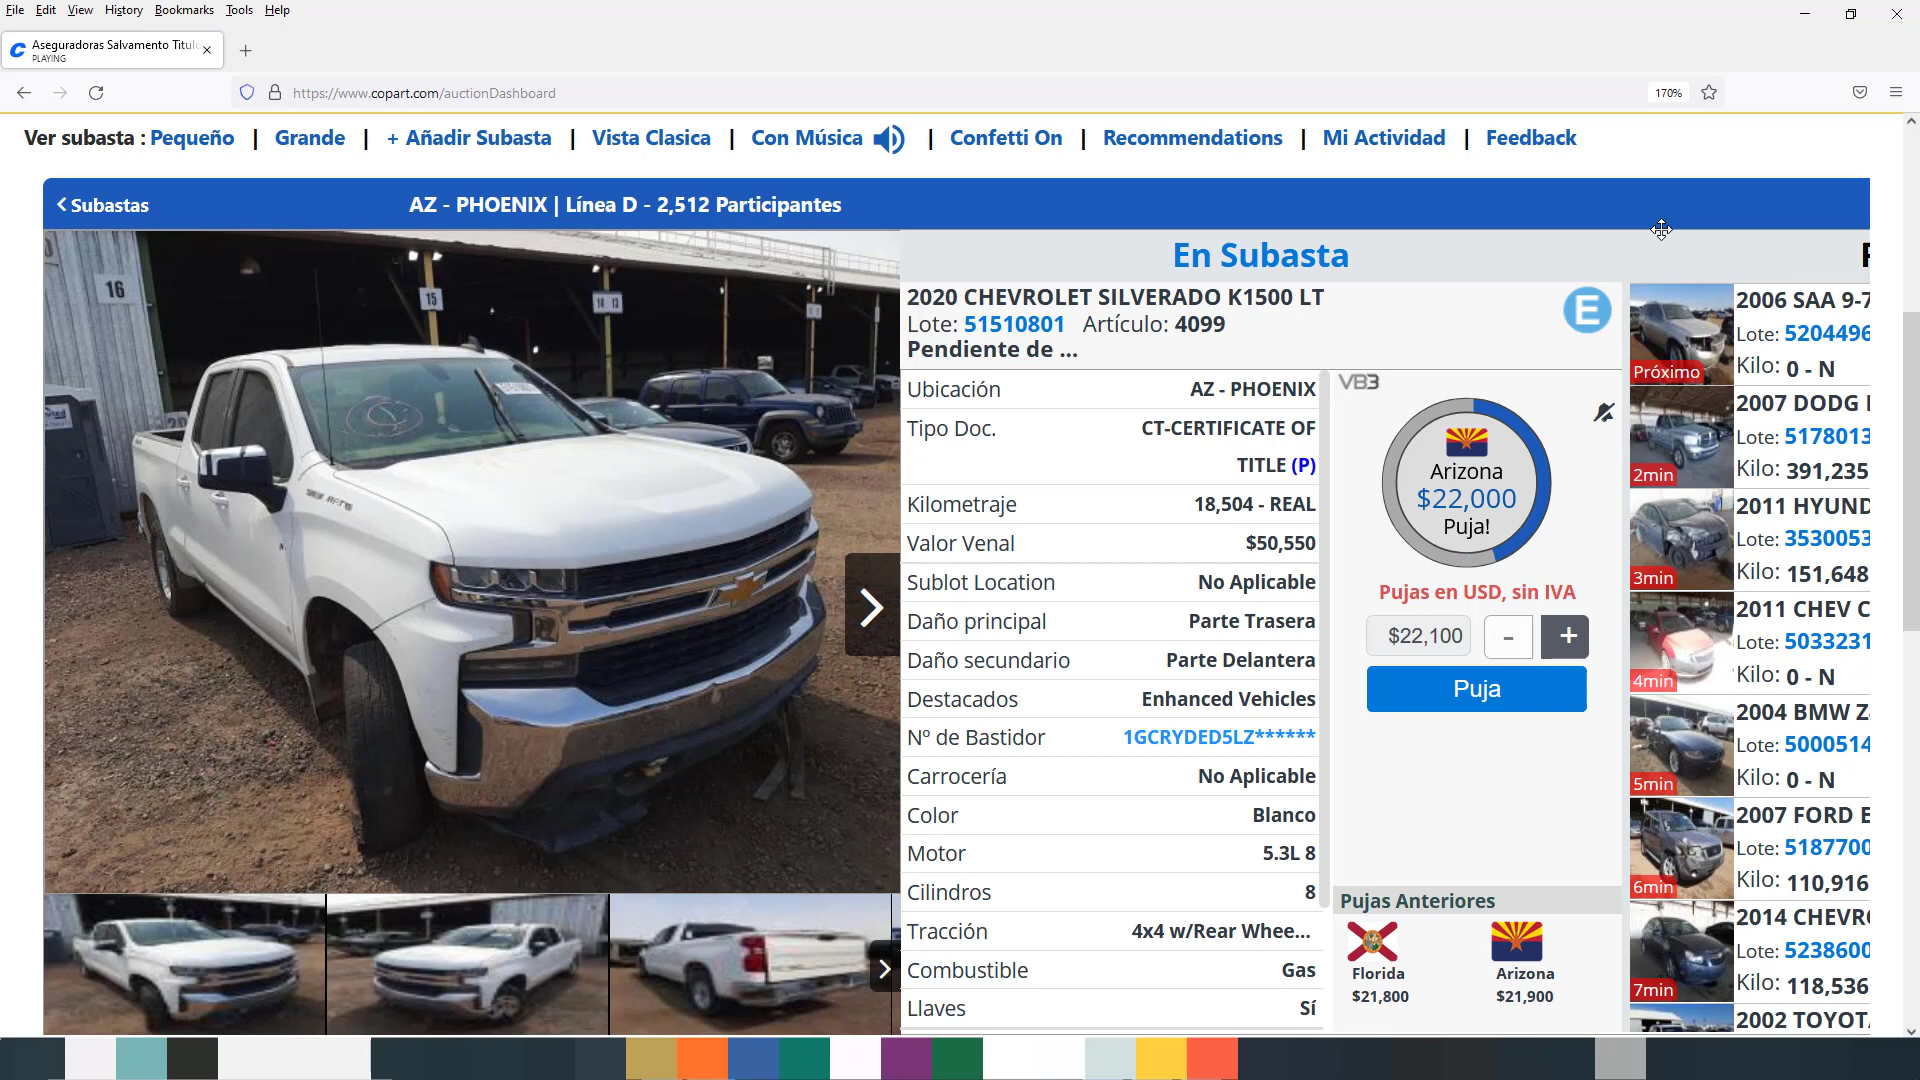 File Edit View History Bookmarks Tools Help
Aseguradoras Salvamento Titul
PLAYING
https://www.copart.com/auctionDashboard
170%
Ver subasta : Pequeño | Grande | + Añadir Subasta | Vista Clasica | Con Música | Confetti On | Recommendations | Mi Actividad | Feedback
Subastas
AZ - PHOENIX | Línea D - 2,512 Participantes
16
15
En Subasta
2020 CHEVROLET SILVERADO K1500 LT
Lote: 51510801 Artículo: 4099
Pendiente de ...
E
Ubicación AZ - PHOENIX
Tipo Doc. CT-CERTIFICATE OF
TITLE (P)
Kilometraje 18,504 - REAL
Valor Venal $50,550
Sublot Location No Aplicable
Daño principal Parte Trasera
Daño secundario Parte Delantera
Destacados Enhanced Vehicles
Nº de Bastidor 1GCRYDED5LZ******
Carrocería No Aplicable
Color Blanco
Motor 5.3L 8
Cilindros 8
Tracción 4x4 w/Rear Whee...
Combustible Gas
Llaves Sí
VB3
Arizona
$22,000
Puja!
Pujas en USD, sin IVA
$22,100 - +
Puja
Pujas Anteriores
Florida
$21,800
Arizona
$21,900
2006 SAA 9-7
Lote: 5204496
Kilo: 0 - N
Próximo
2007 DODG
Lote: 5178013
Kilo: 391,235
2min
2011 HYUND
Lote: 3530053
Kilo: 151,648
3min
2011 CHEV C
Lote: 5033231
Kilo: 0 - N
4min
2004 BMW Z
Lote: 5000514
Kilo: 0 - N
5min
2007 FORD E
Lote: 5187700
Kilo: 110,916
6min
2014 CHEVR
Lote: 5238600
Kilo: 118,536
7min
2002 TOYOTA